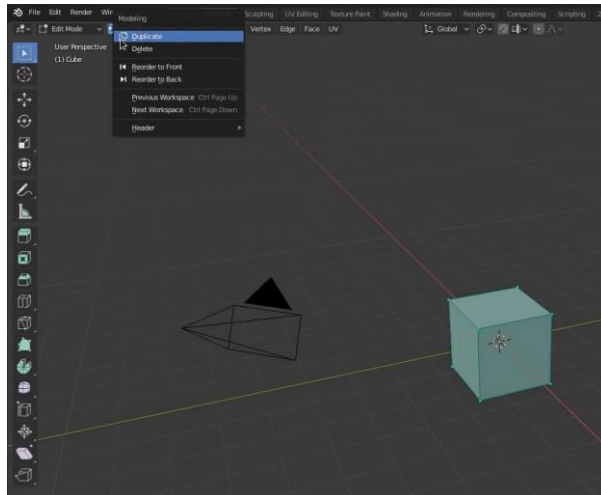 File Edit Render Win
Sculpting UV Editing Texture Paint Shading Animation Rendering Compositing Scripting
Modeling
Edit Mode
Vertex Edge Face UV
Global
Duplicate
User Perspective
(1) Cube
Delete
Reorder to Front
Reorder to Back
Previous Workspace Ctrl Page Up
Next Workspace Ctrl Page Down
Header